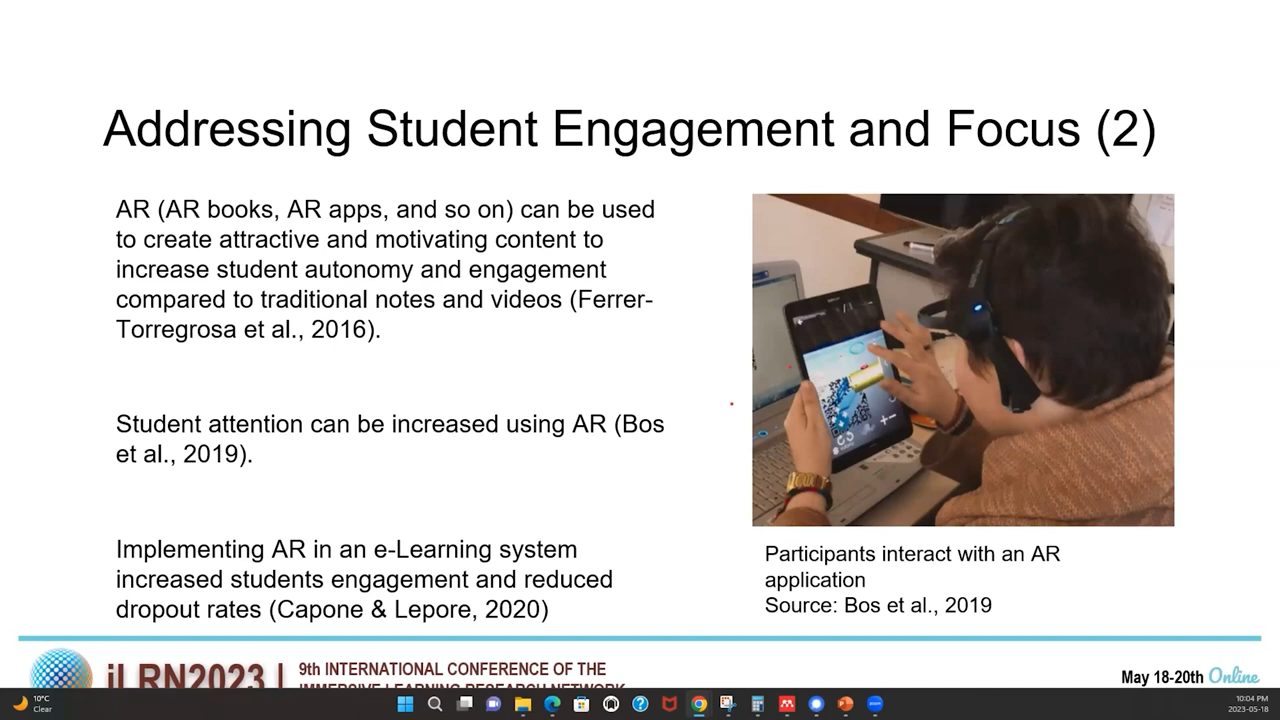 Addressing Student Engagement and Focus (2)
AR (AR books, AR apps, and so on) can be used
to create attractive and motivating content to
increase student autonomy and engagement
compared to traditional notes and videos (Ferrer-
Torregrosa et al., 2016).
Student attention can be increased using AR (Bos
et al., 2019).
Implementing AR in an e-Learning system
increased students engagement and reduced
dropout rates (Capone & Lepore, 2020)
Participants interact with an AR
application
Source: Bos et al., 2019
iLRN2023 |
9th INTERNATIONAL CONFERENCE OF THE
IMMERSIVE LEARNING RESEARCH NETWORK
May 18-20th Online
10°C
Clear
10:04 PM
2023-05-18